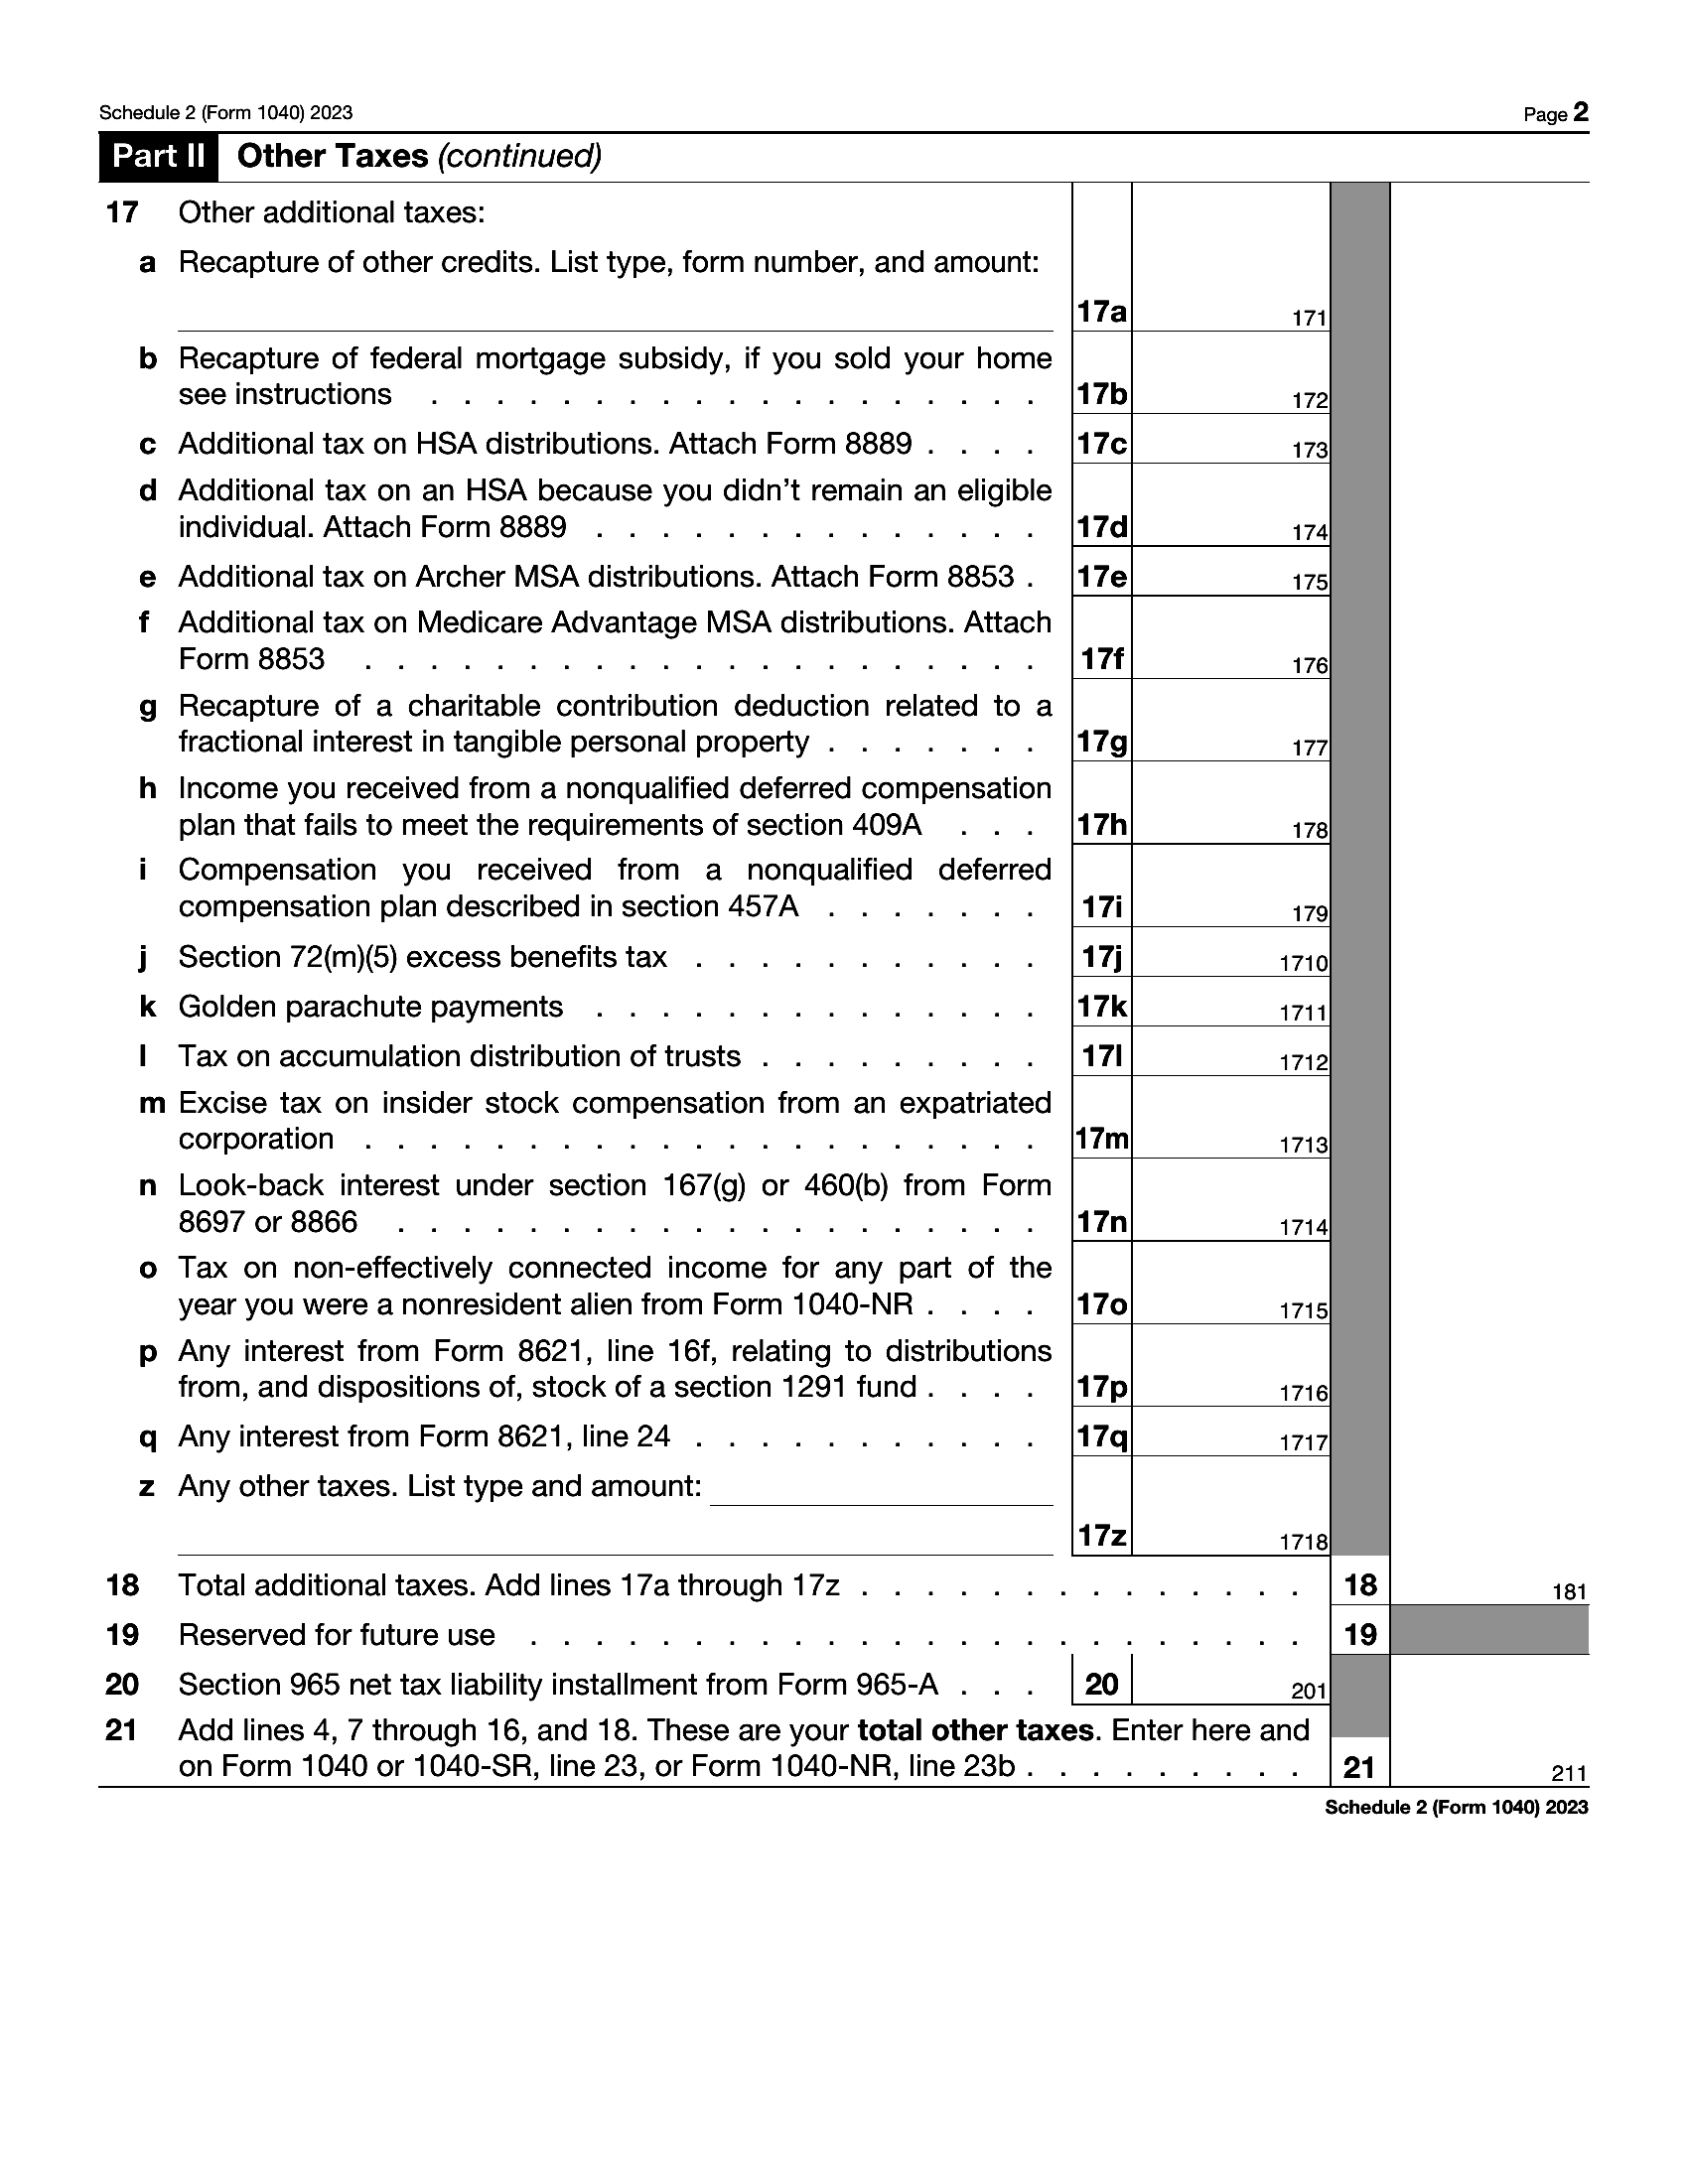 Schedule 2 (Form 1040) 2023 Page 2
Part II Other Taxes (continued)
17 Other additional taxes:
a Recapture of other credits. List type, form number, and amount:
17a 171
b Recapture of federal mortgage subsidy, if you sold your home
see instructions . . . . . . . . . . . . . . . . . . . 17b 172
c Additional tax on HSA distributions. Attach Form 8889 . . . . 17c 173
d Additional tax on an HSA because you didn't remain an eligible
individual. Attach Form 8889 . . . . . . . . . . . . . . 17d 174
e Additional tax on Archer MSA distributions. Attach Form 8853 . 17e 175
f Additional tax on Medicare Advantage MSA distributions. Attach
Form 8853 . . . . . . . . . . . . . . . . . . . . . 17f 176
g Recapture of a charitable contribution deduction related to a
fractional interest in tangible personal property . . . . . . . 17g 177
h Income you received from a nonqualified deferred compensation
plan that fails to meet the requirements of section 409A . . . 17h 178
i Compensation you received from a nonqualified deferred
compensation plan described in section 457A . . . . . . . 17i 179
j Section 72(m)(5) excess benefits tax . . . . . . . . . . . 17j 1710
k Golden parachute payments . . . . . . . . . . . . . . 17k 1711
l Tax on accumulation distribution of trusts . . . . . . . . . 17l 1712
m Excise tax on insider stock compensation from an expatriated
corporation . . . . . . . . . . . . . . . . . . . . . 17m 1713
n Look-back interest under section 167(g) or 460(b) from Form
8697 or 8866 . . . . . . . . . . . . . . . . . . . . 17n 1714
o Tax on non-effectively connected income for any part of the
year you were a nonresident alien from Form 1040-NR . . . . 17o 1715
p Any interest from Form 8621, line 16f, relating to distributions
from, and dispositions of, stock of a section 1291 fund . . . . 17p 1716
q Any interest from Form 8621, line 24 . . . . . . . . . . . 17q 1717
z Any other taxes. List type and amount:
17z 1718
18 Total additional taxes. Add lines 17a through 17z . . . . . . . . . . . . . . 18 181
19 Reserved for future use . . . . . . . . . . . . . . . . . . . . . . . . 19
20 Section 965 net tax liability installment from Form 965-A . . . 20 201
21 Add lines 4, 7 through 16, and 18. These are your total other taxes. Enter here and
on Form 1040 or 1040-SR, line 23, or Form 1040-NR, line 23b . . . . . . . . . 21 211
Schedule 2 (Form 1040) 2023